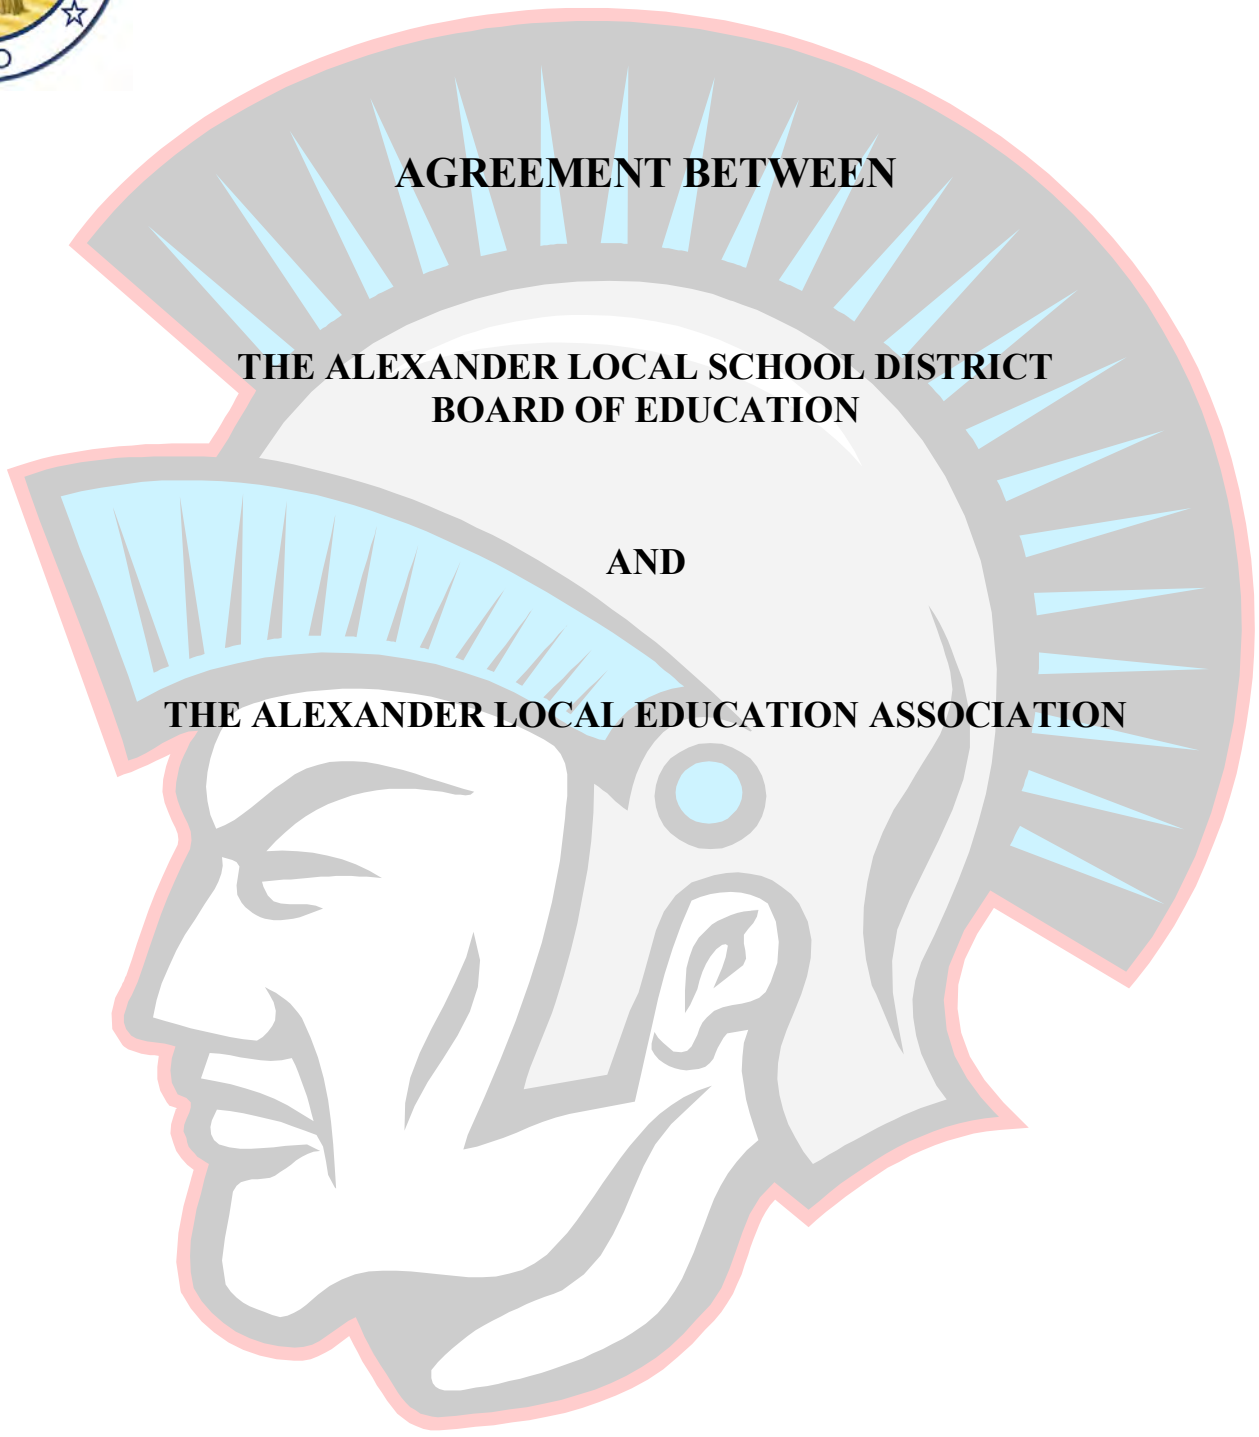 AGREEMENT BETWEEN
THE ALEXANDER LOCAL SCHOOL DISTRICT
BOARD OF EDUCATION
AND
THE ALEXANDER LOCAL EDUCATION ASSOCIATION